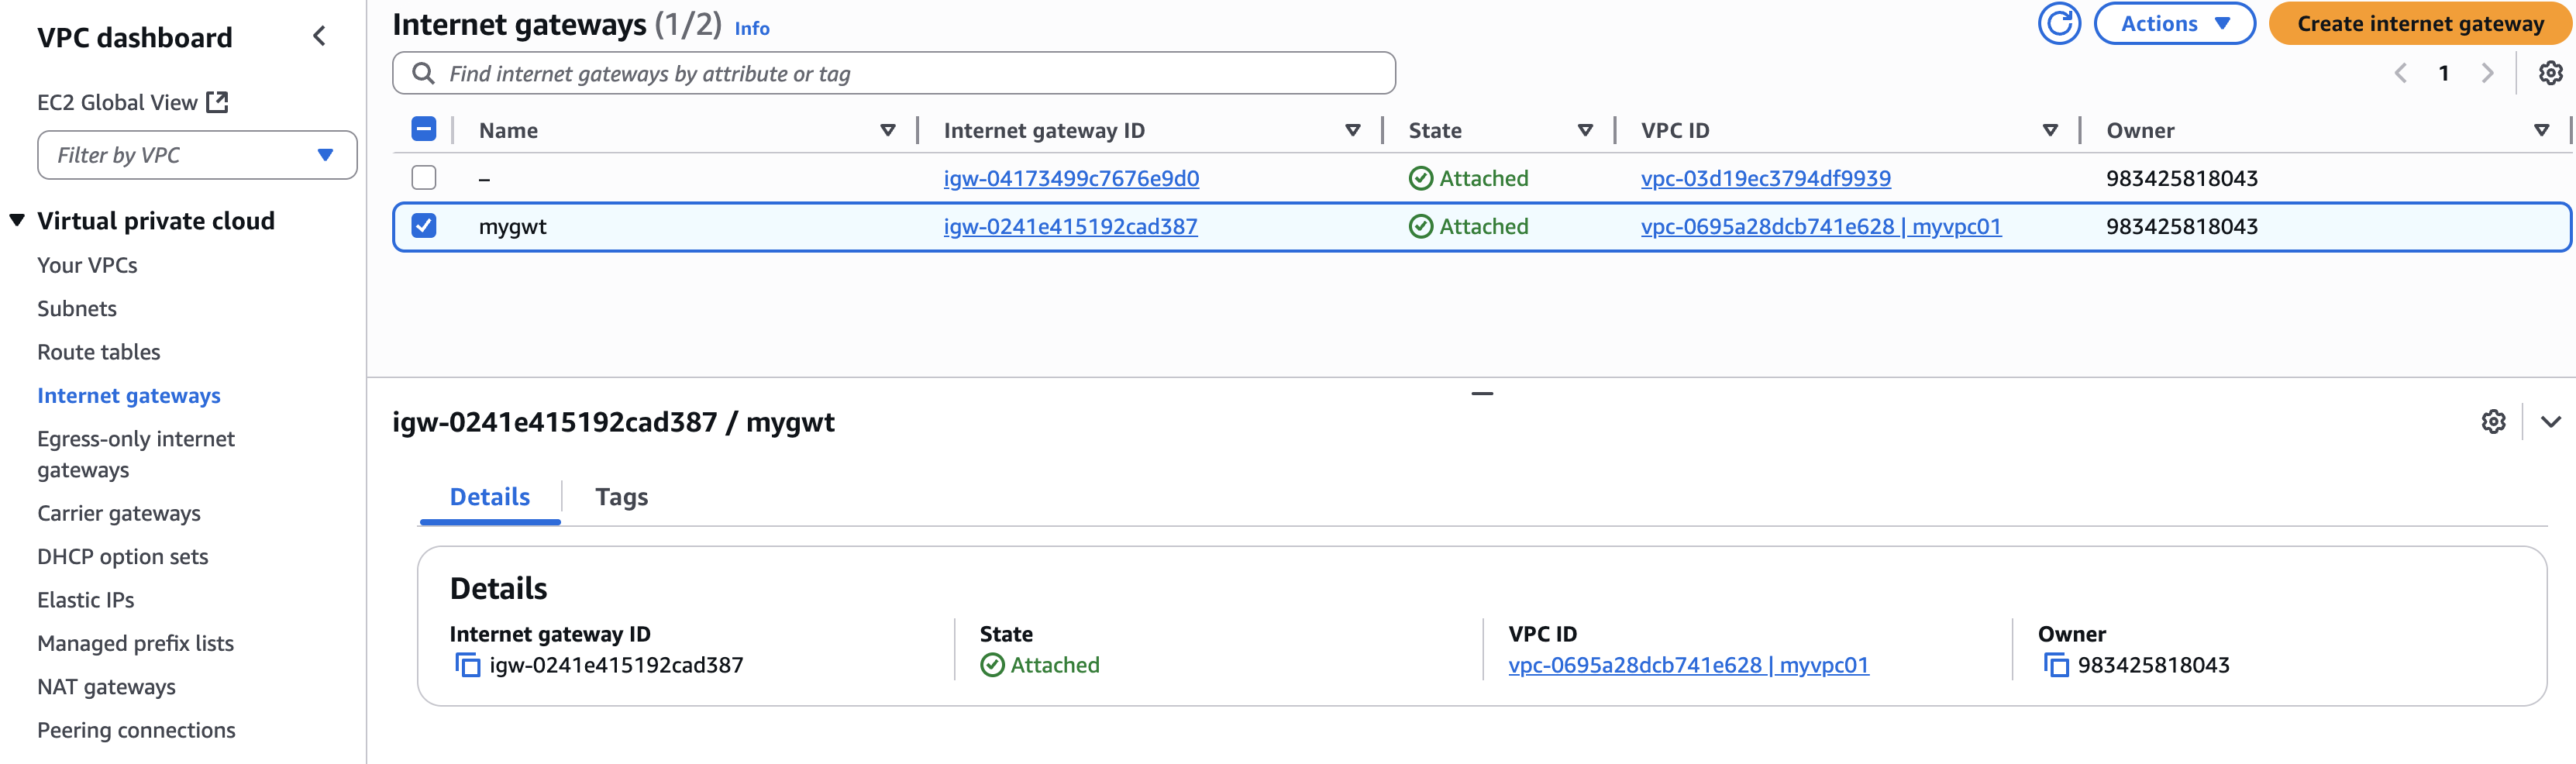 VPC dashboard
EC2 Global View
Filter by VPC
Virtual private cloud
Your VPCs
Subnets
Route tables
Internet gateways
Egress-only internet
gateways
Carrier gateways
DHCP option sets
Elastic IPs
Managed prefix lists
NAT gateways
Peering connections
Internet gateways (1/2) Info
Actions
Create internet gateway
Find internet gateways by attribute or tag
1
Name Internet gateway ID State VPC ID Owner
– igw-04173499c7676e9d0 Attached vpc-03d19ec3794df9939 983425818043
mygwt igw-0241e415192cad387 Attached vpc-0695a28dcb741e628 | myvpc01 983425818043
igw-0241e415192cad387 / mygwt
Details Tags
Details
Internet gateway ID State VPC ID Owner
igw-0241e415192cad387 Attached vpc-0695a28dcb741e628 | myvpc01 983425818043